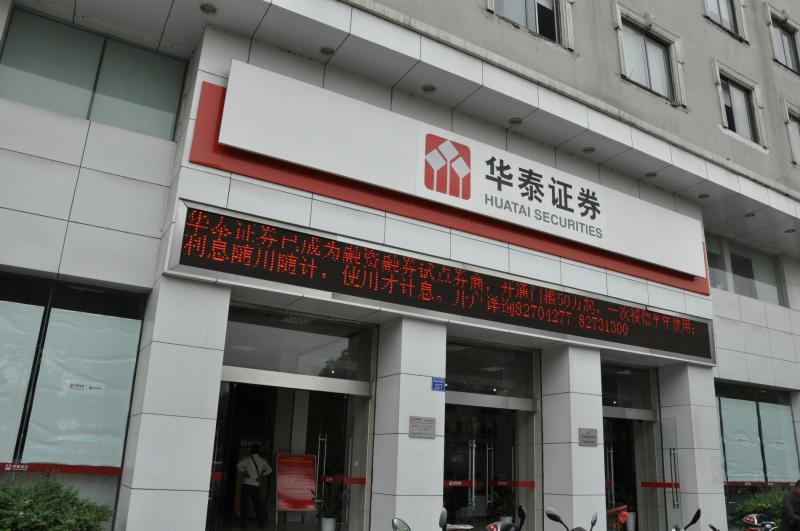 华泰证券
HUATAI SECURITIES
华泰证券已成为融资融券试点券商，开通门槛50万起，一次授信半年使用；
利息随用随计，使用才计息。开户详询82704277 82731300
327